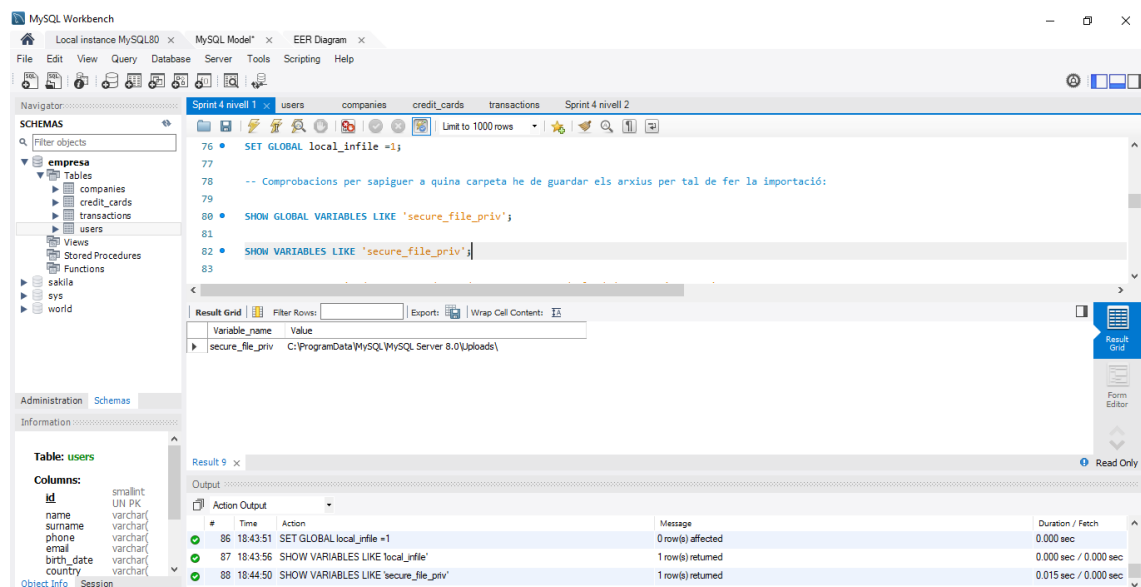 MySQL Workbench
Local instance MySQL80 × MySQL Model* × EER Diagram ×
File Edit View Query Database Server Tools Scripting Help
Navigator
SCHEMAS
Filter objects
empresa
Tables
companies
credit_cards
transactions
users
Views
Stored Procedures
Functions
sakila
sys
world
Administration Schemas
Information
Table: users
Columns:
id smallint UN PK
name varchar(
surname varchar(
phone varchar(
email varchar(
birth_date varchar(
country varchar(
Object Info Session
Sprint 4 nivell 1 × users companies credit_cards transactions Sprint 4 nivell 2
Limit to 1000 rows
76 SET GLOBAL local_infile =1;
77
78 -- Comprobacions per sapiguer a quina carpeta he de guardar els arxius per tal de fer la importació:
79
80 SHOW GLOBAL VARIABLES LIKE 'secure_file_priv';
81
82 SHOW VARIABLES LIKE 'secure_file_priv';
83
Result Grid Filter Rows: Export: Wrap Cell Content:
Variable_name Value
secure_file_priv C:\ProgramData\MySQL\MySQL Server 8.0\Uploads\
Result Grid
Form Editor
Result 9 × Read Only
Output
Action Output
# Time Action Message Duration / Fetch
86 18:43:51 SET GLOBAL local_infile =1 0 row(s) affected 0.000 sec
87 18:43:56 SHOW VARIABLES LIKE 'local_infile' 1 row(s) returned 0.000 sec / 0.000 sec
88 18:44:50 SHOW VARIABLES LIKE 'secure_file_priv' 1 row(s) returned 0.015 sec / 0.000 sec